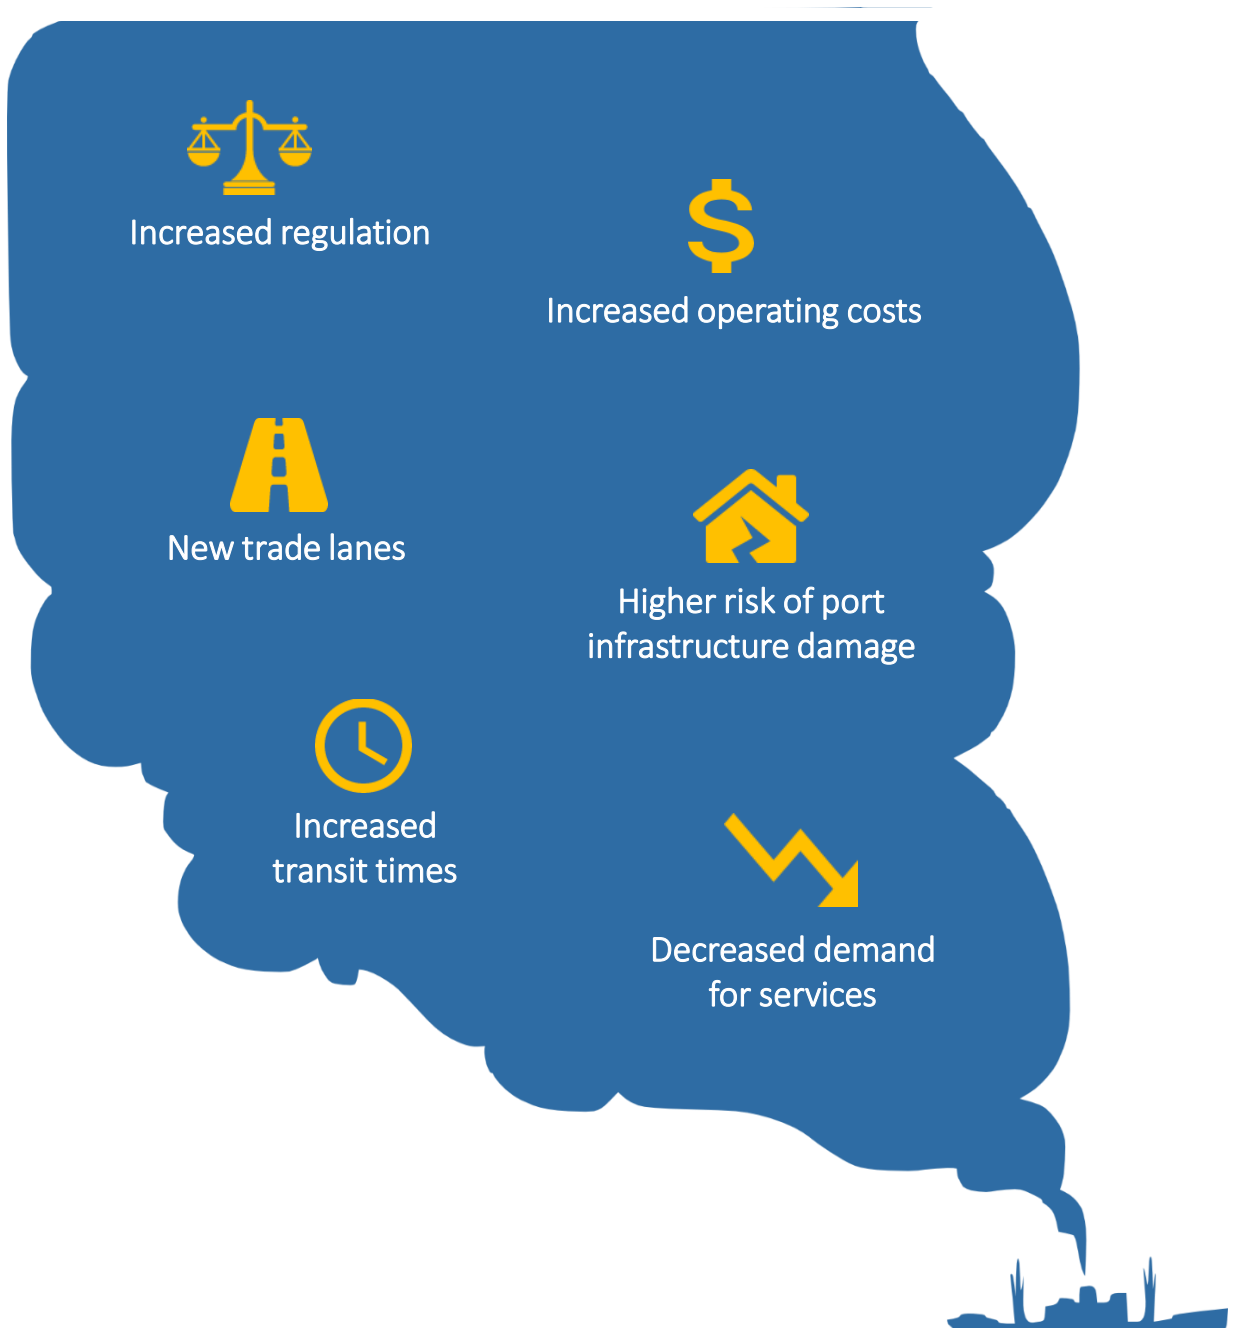 Increased regulation
Increased operating costs
New trade lanes
Higher risk of port
infrastructure damage
Increased
transit times
Decreased demand
for services